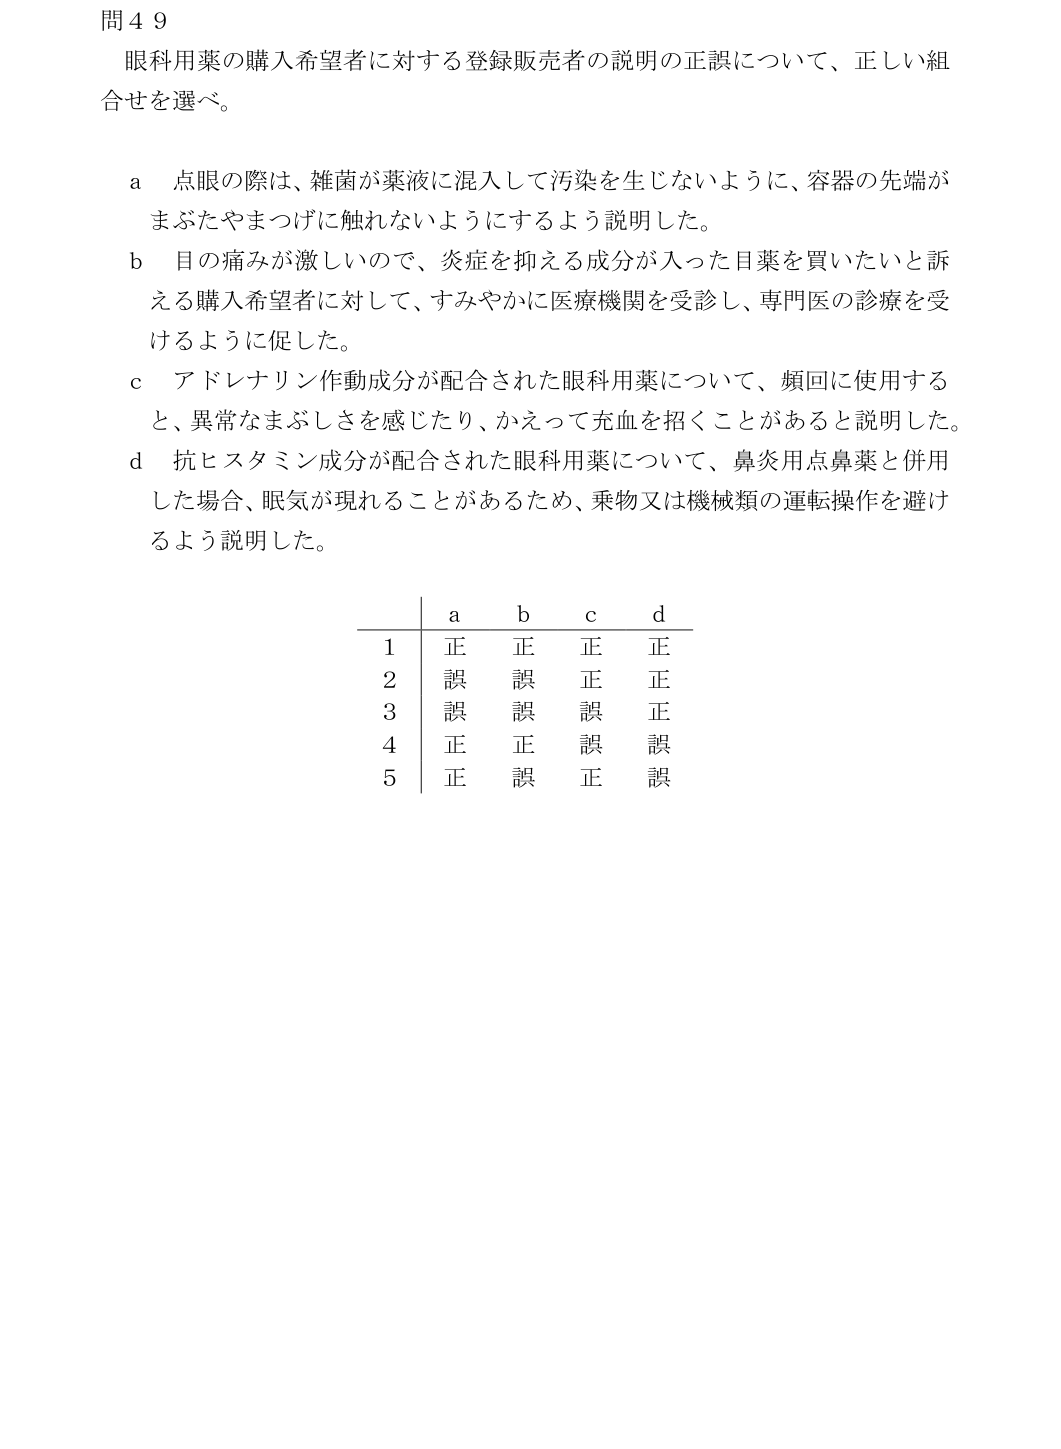 問４９
眼科用薬の購入希望者に対する登録販売者の説明の正誤について、正しい組
合せを選べ。
ａ　点眼の際は、雑菌が薬液に混入して汚染を生じないように、容器の先端が
まぶたやまつげに触れないようにするよう説明した。
ｂ　目の痛みが激しいので、炎症を抑える成分が入った目薬を買いたいと訴
える購入希望者に対して、すみやかに医療機関を受診し、専門医の診療を受
けるように促した。
ｃ　アドレナリン作動成分が配合された眼科用薬について、頻回に使用する
と、異常なまぶしさを感じたり、かえって充血を招くことがあると説明した。
ｄ　抗ヒスタミン成分が配合された眼科用薬について、鼻炎用点鼻薬と併用
した場合、眠気が現れることがあるため、乗物又は機械類の運転操作を避け
るよう説明した。
ａ　ｂ　ｃ　ｄ
１　正　正　正　正
２　誤　誤　正　正
３　誤　誤　誤　正
４　正　正　誤　誤
５　正　誤　正　誤